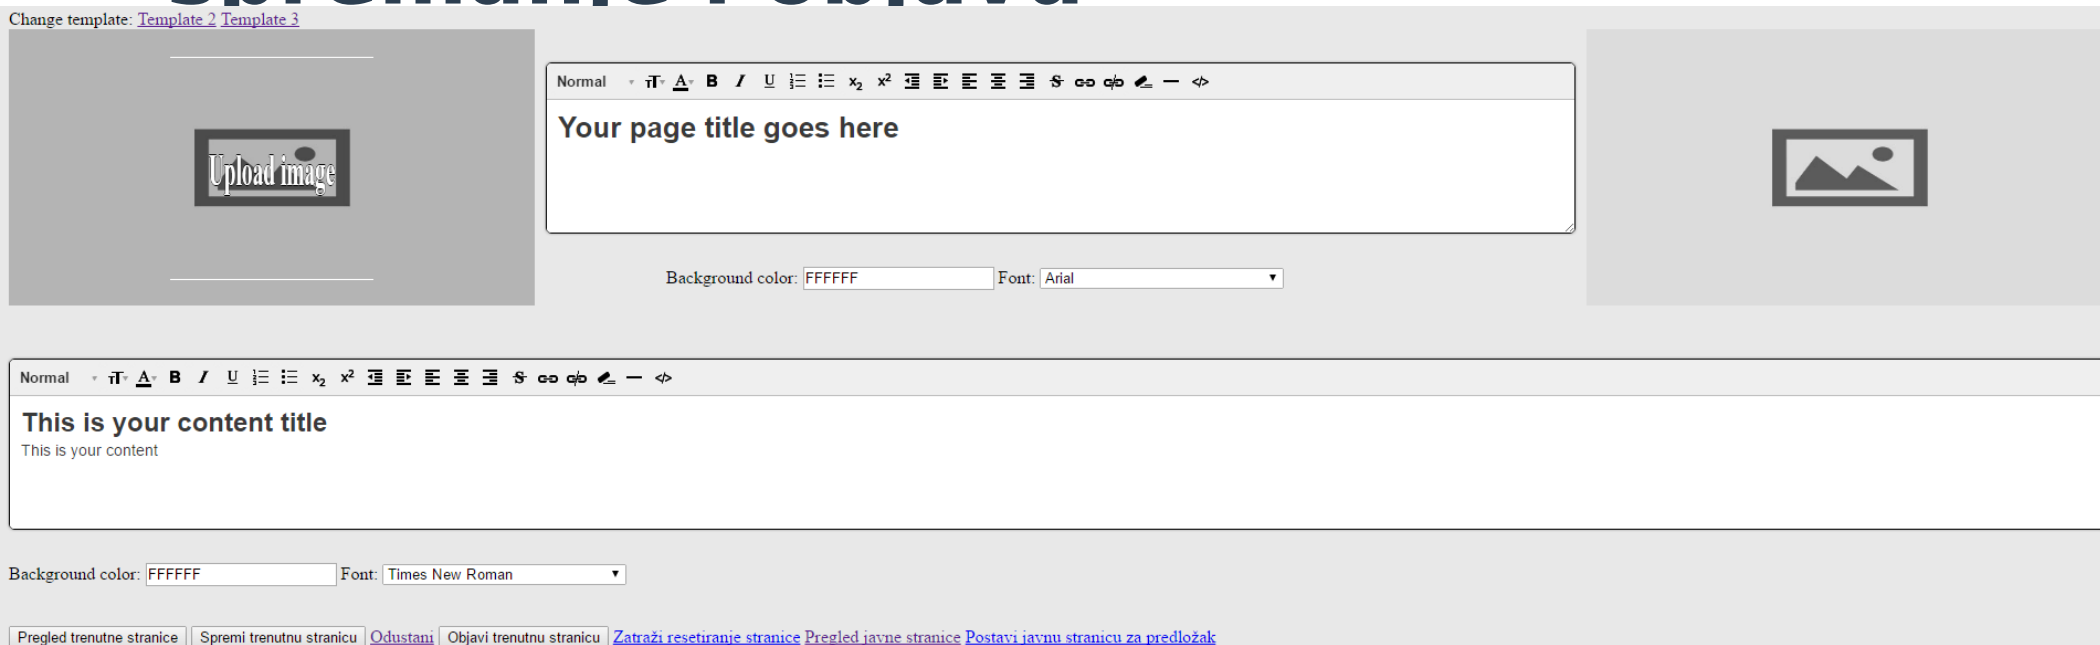 spremanje i objava
Change template: Template 2 Template 3
Upload image
Normal
Your page title goes here
Background color: FFFFFF Font: Arial
Normal
This is your content title
This is your content
Background color: FFFFFF Font: Times New Roman
Pregled trenutne stranice Spremi trenutnu stranicu Odustani Objavi trenutnu stranicu Zatraži resetiranje stranice Pregled javne stranice Postavi javnu stranicu za predložak